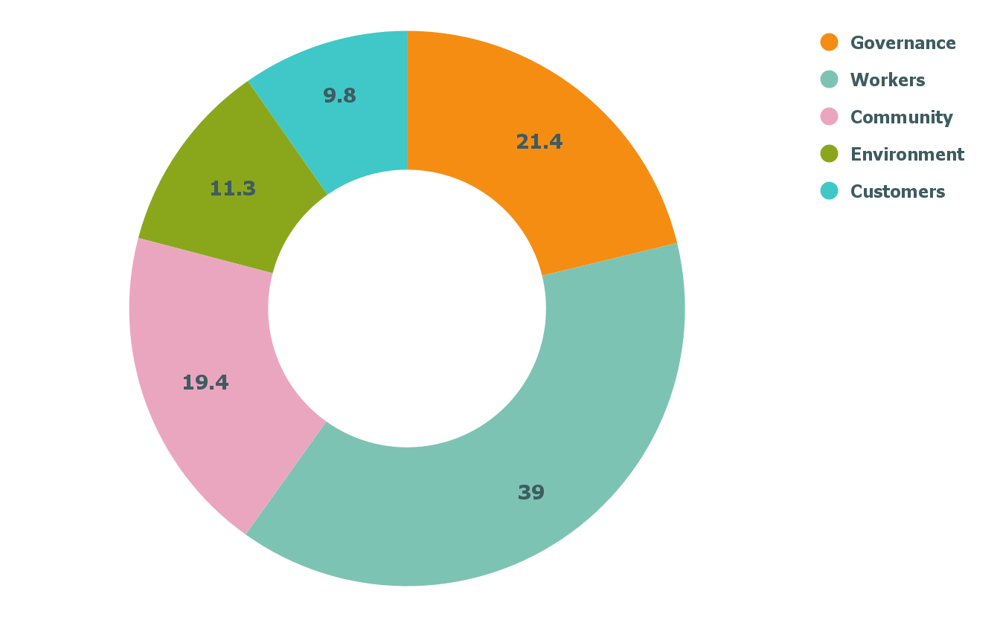 Governance
Workers
Community
Environment
Customers
9.8
21.4
11.3
19.4
39